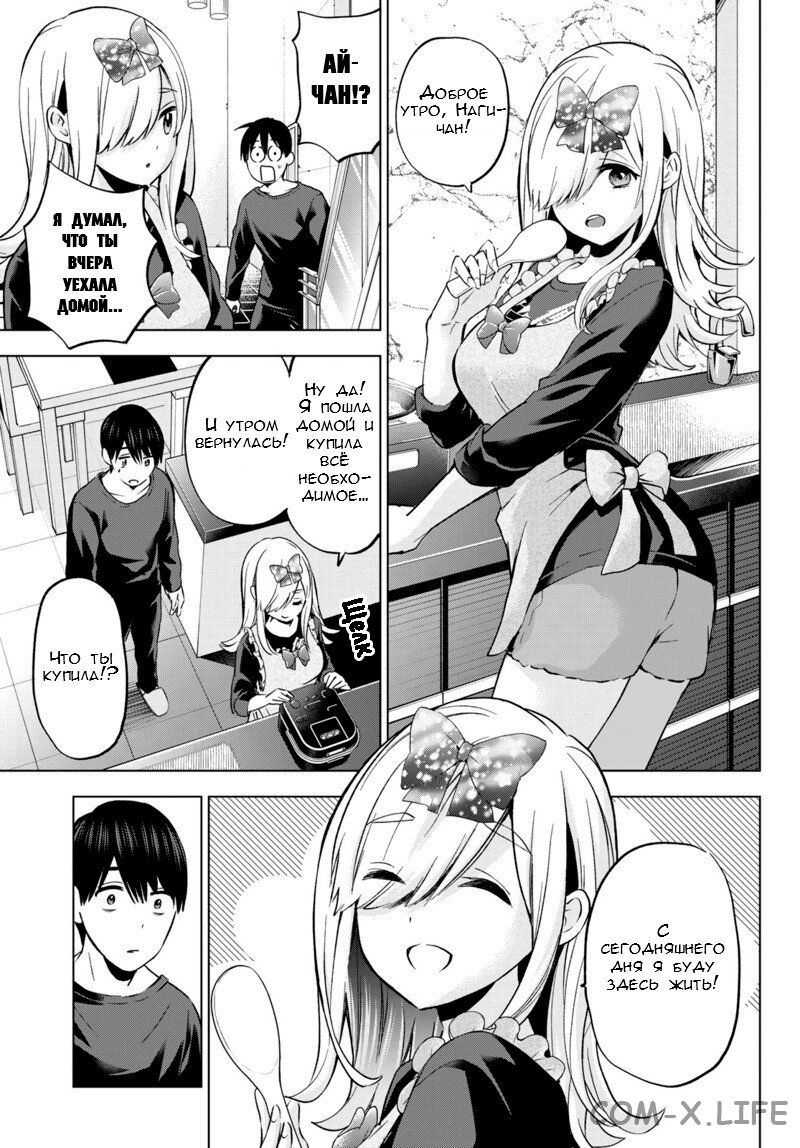 Доброе
утро, Наги-
чан!
АЙ-
ЧАН!?
Я ДУМАЛ,
ЧТО ТЫ
ВЧЕРА
УЕХАЛА
ДОМОЙ...
Ну да!
Я пошла
домой и
купила
всё
необхо-
димое...
И утром
вернулась!
Щелк
Что ты
купила!?
С
сегодняшнего
дня я буду
здесь жить!
COM-X.LIFE